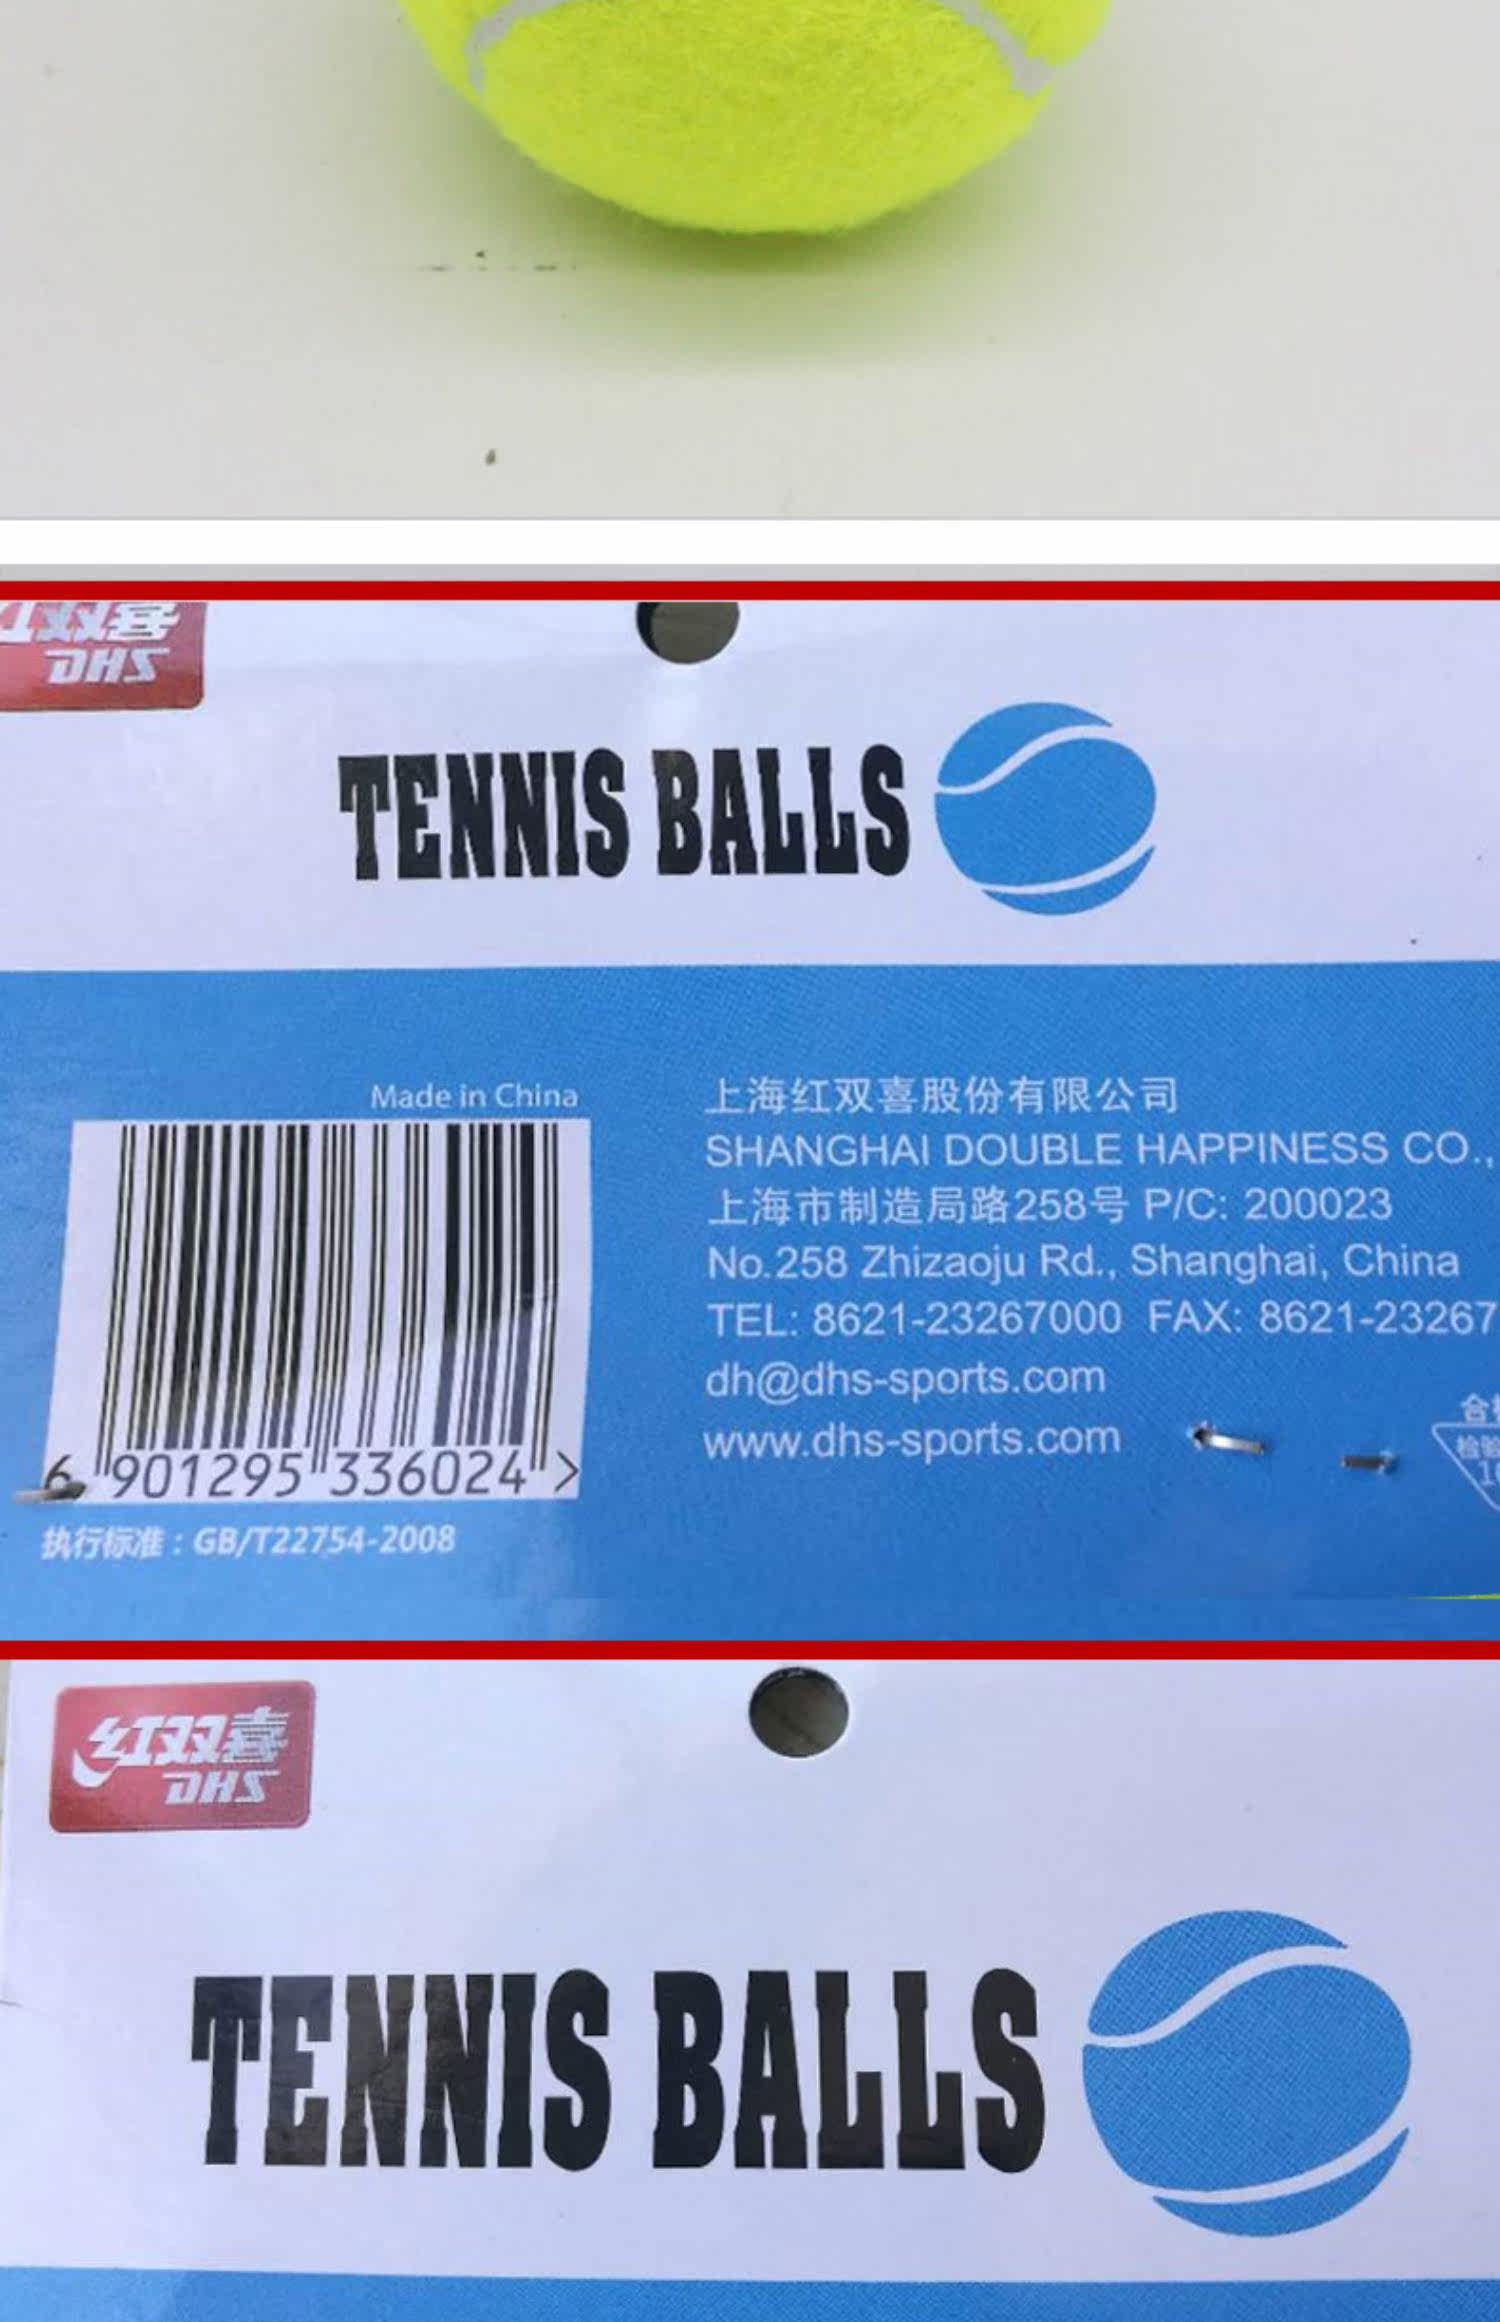 红双喜
DHS
TENNIS BALLS
Made in China
6 901295 336024 >
执行标准：GB/T22754-2008
上海红双喜股份有限公司
SHANGHAI DOUBLE HAPPINESS CO.,
上海市制造局路258号 P/C: 200023
No.258 Zhizaoju Rd., Shanghai, China
TEL: 8621-23267000 FAX: 8621-23267
dh@dhs-sports.com
www.dhs-sports.com
合
检验
红双喜
DHS
TENNIS BALLS